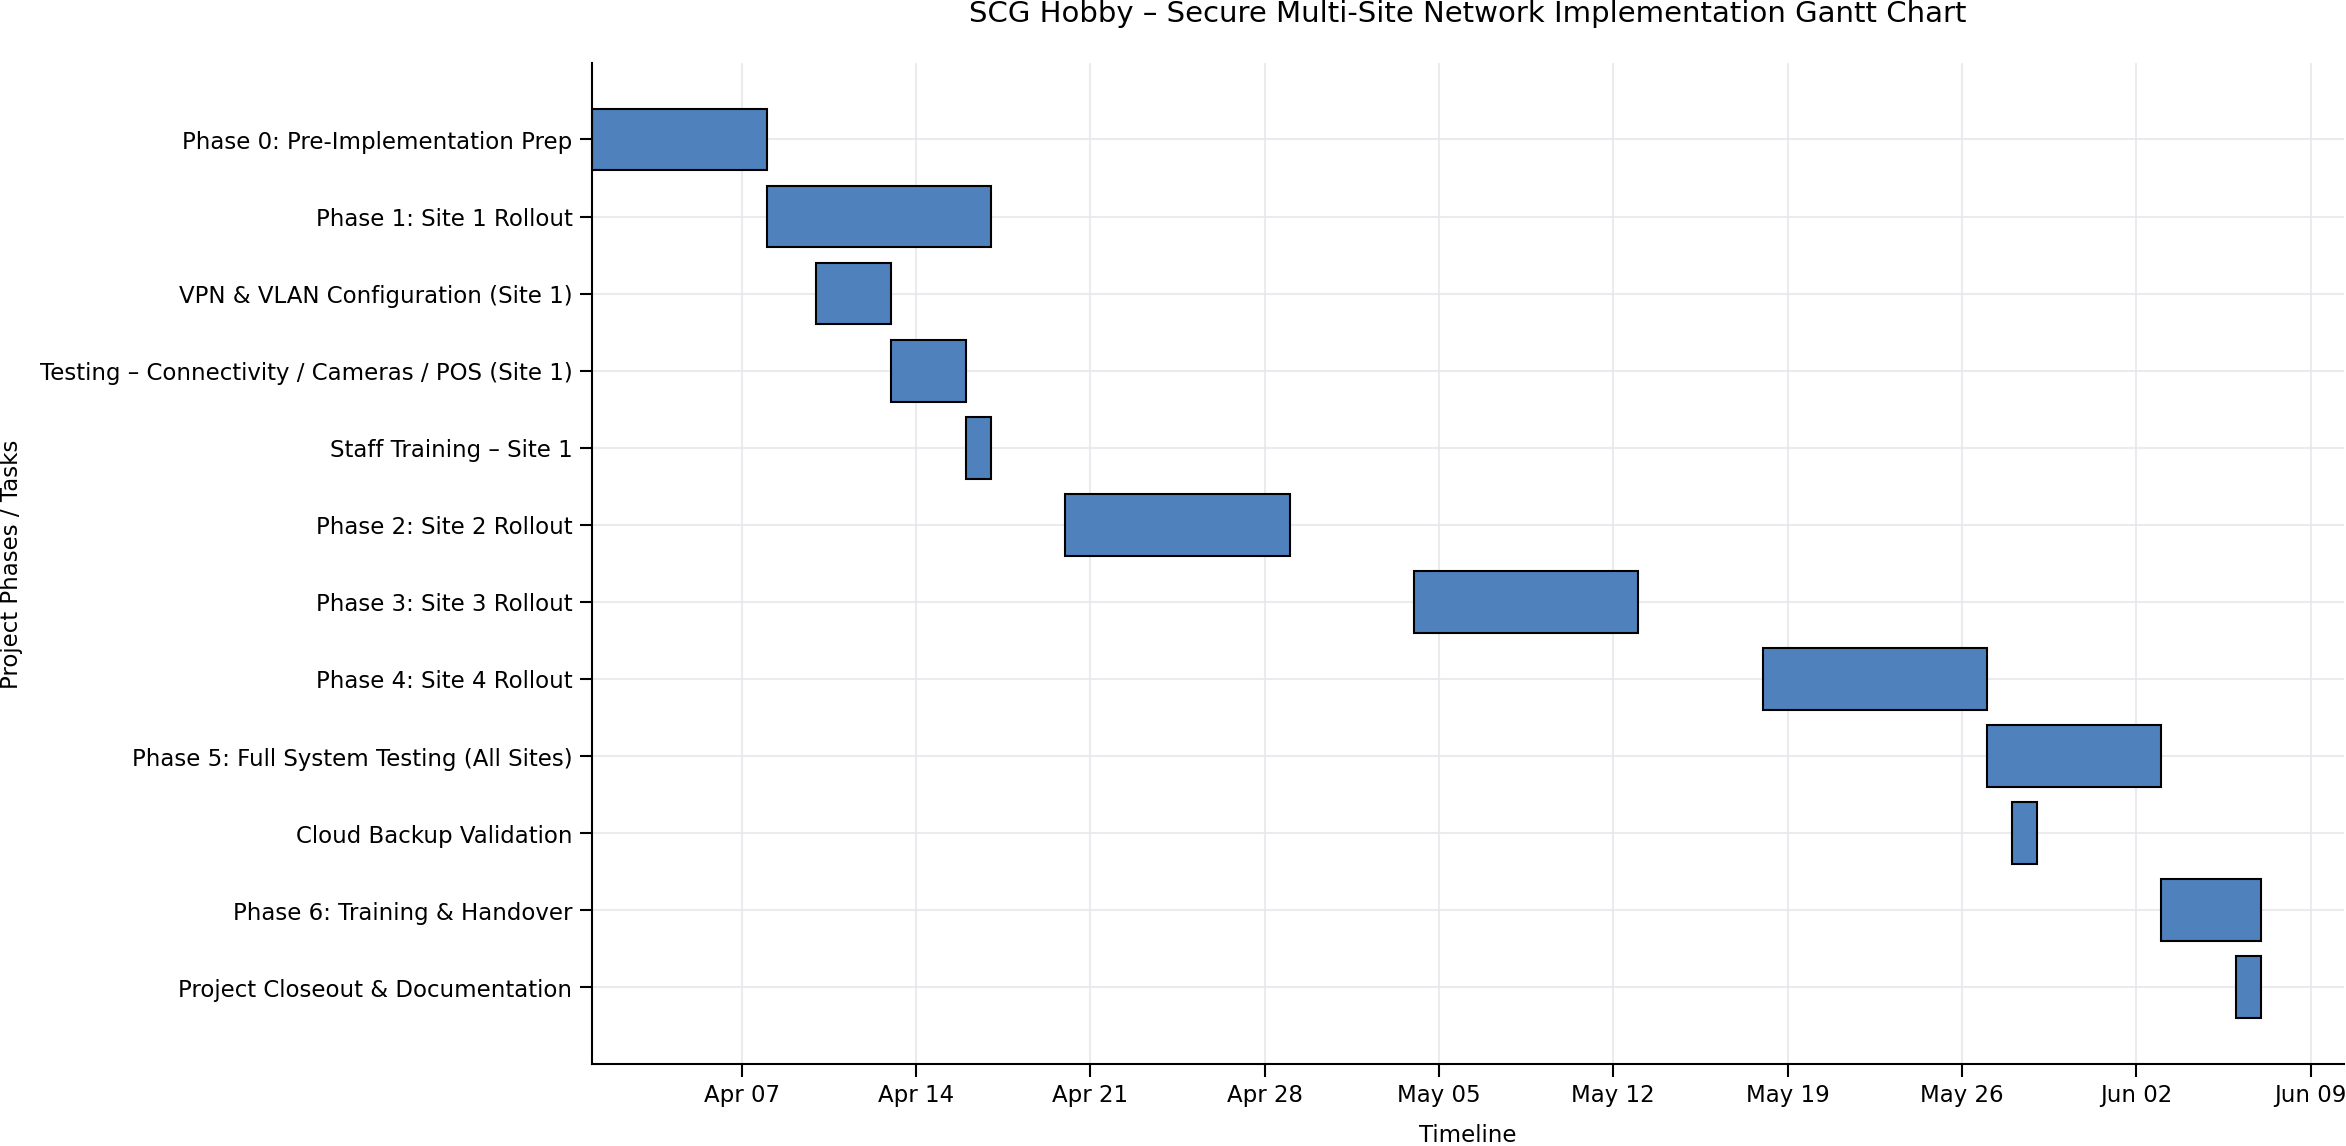 SCG Hobby – Secure Multi-Site Network Implementation Gantt Chart
Project Phases / Tasks
Phase 0: Pre-Implementation Prep
Phase 1: Site 1 Rollout
VPN & VLAN Configuration (Site 1)
Testing – Connectivity / Cameras / POS (Site 1)
Staff Training – Site 1
Phase 2: Site 2 Rollout
Phase 3: Site 3 Rollout
Phase 4: Site 4 Rollout
Phase 5: Full System Testing (All Sites)
Cloud Backup Validation
Phase 6: Training & Handover
Project Closeout & Documentation
Apr 07 Apr 14 Apr 21 Apr 28 May 05 May 12 May 19 May 26 Jun 02 Jun 09
Timeline